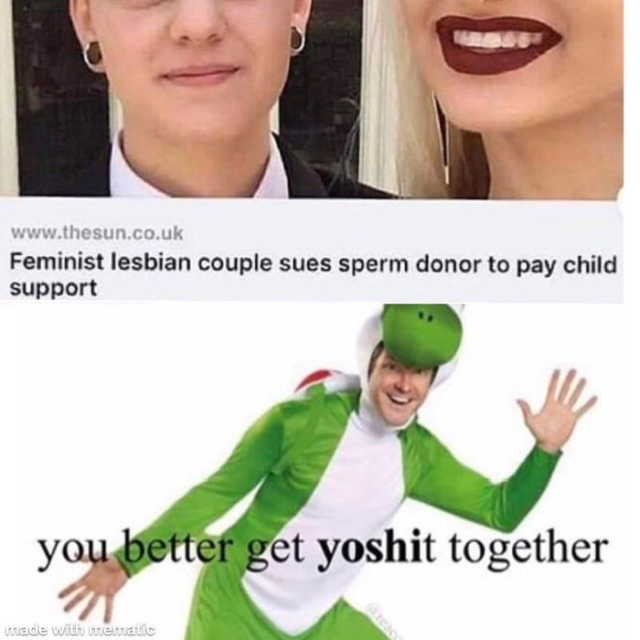 www.thesun.co.uk
Feminist lesbian couple sues sperm donor to pay child
support
you better get yoshit together
made with mematic